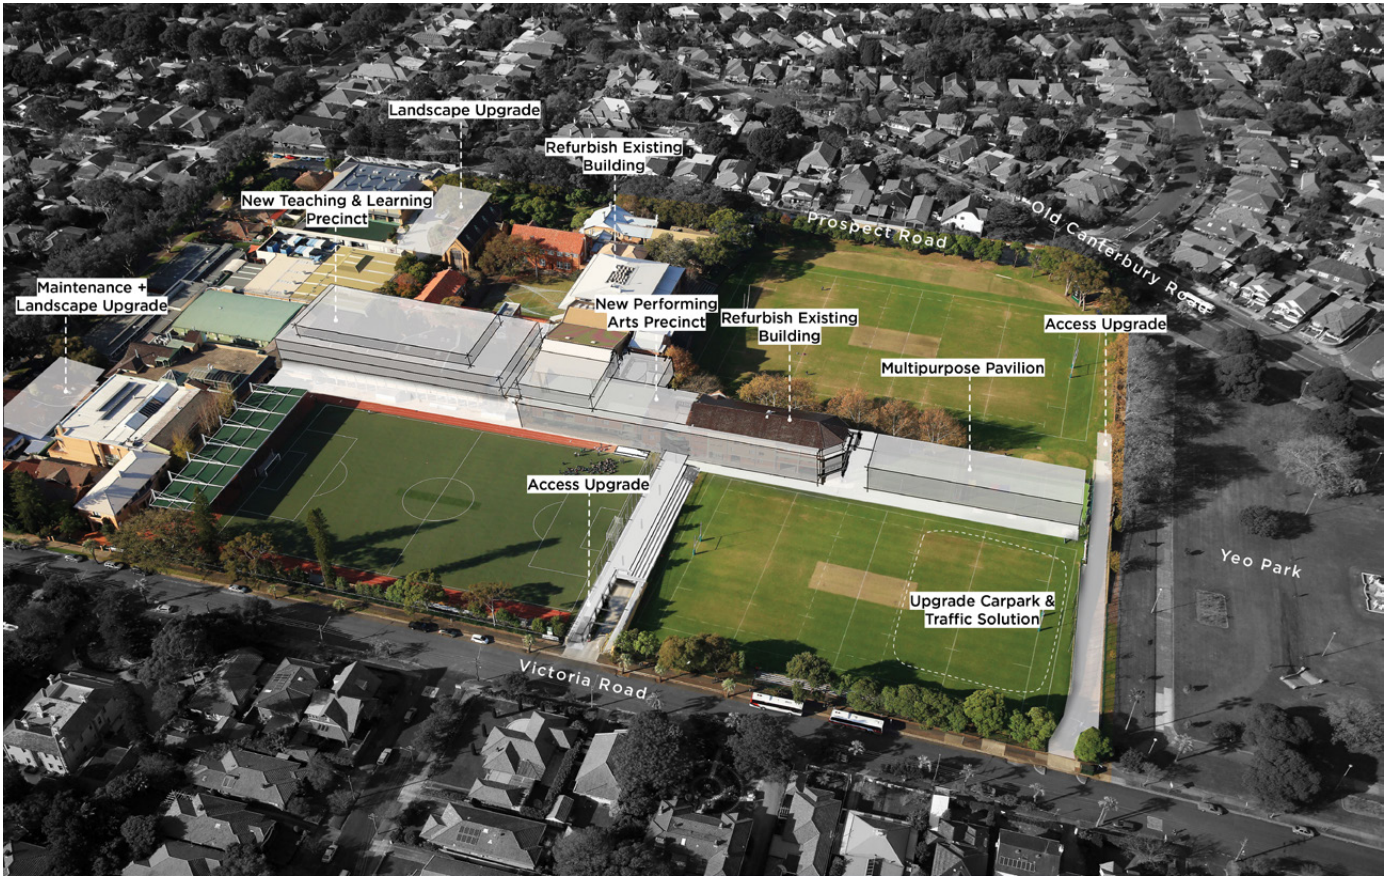 Landscape Upgrade
Refurbish Existing
Building
New Teaching & Learning
Precinct
Prospect Road
Old Canterbury Road
Maintenance +
Landscape Upgrade
New Performing
Arts Precinct
Refurbish Existing
Building
Access Upgrade
Multipurpose Pavilion
Access Upgrade
Yeo Park
Upgrade Carpark &
Traffic Solution
Victoria Road